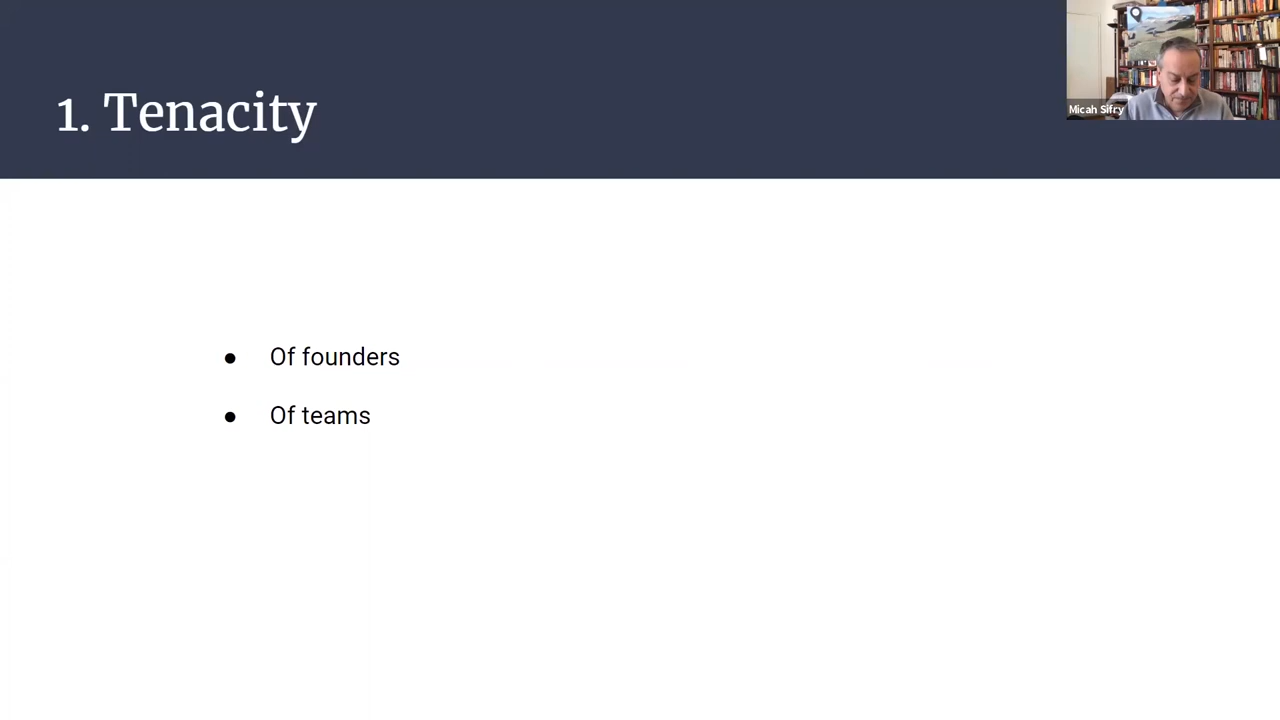 1. Tenacity
Micah Sifry
● Of founders
● Of teams